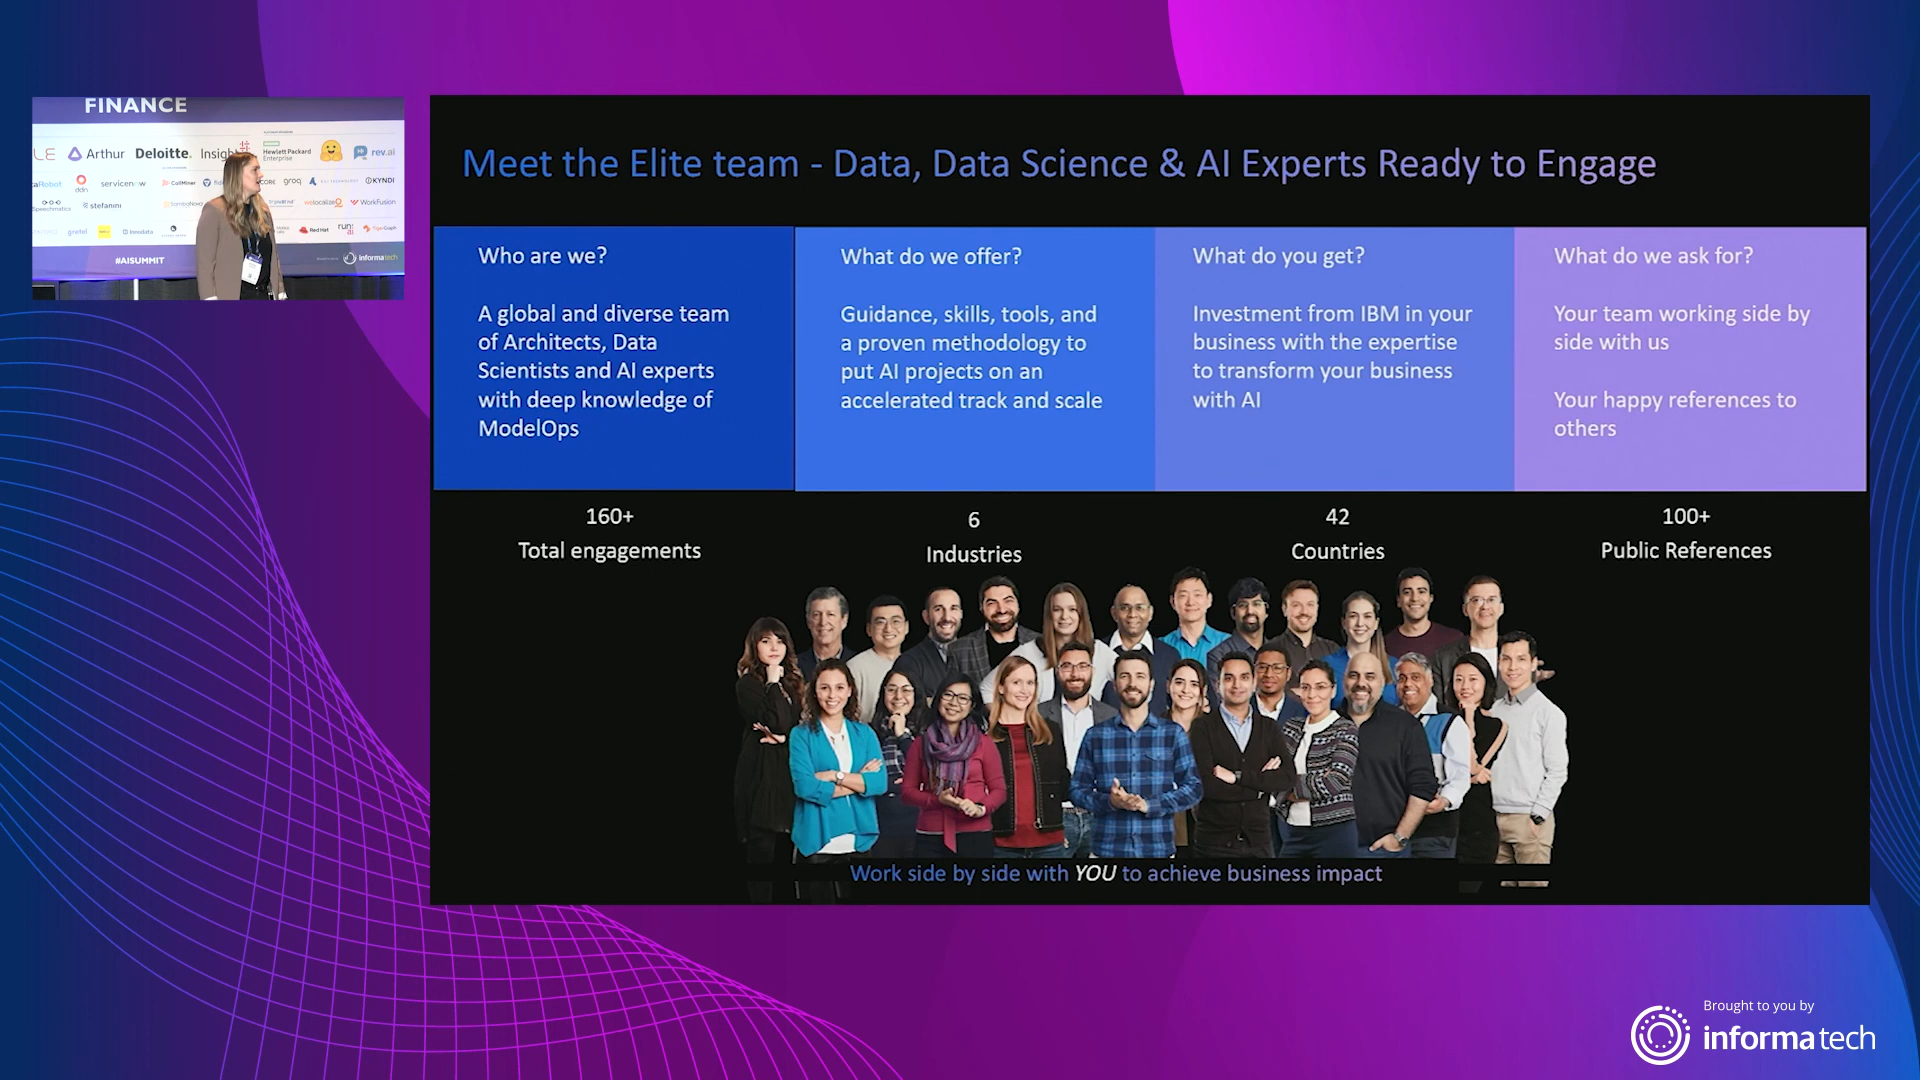 FINANCE
Arthur
Deloitte.
Insight
Hewlett Packard
Enterprise
rev.ai
ddn
servicenow
CallMiner
groq
KYNDI
Speechmatics
stefanini
SambaNova
welocalize
WorkFusion
gretel
Innodata
Red Hat
run:
TigerGraph
#AISUMMIT
informatech
Meet the Elite team - Data, Data Science & AI Experts Ready to Engage
Who are we?
A global and diverse team
of Architects, Data
Scientists and AI experts
with deep knowledge of
ModelOps
What do we offer?
Guidance, skills, tools, and
a proven methodology to
put AI projects on an
accelerated track and scale
What do you get?
Investment from IBM in your
business with the expertise
to transform your business
with AI
What do we ask for?
Your team working side by
side with us
Your happy references to
others
160+
Total engagements
6
Industries
42
Countries
100+
Public References
Work side by side with YOU to achieve business impact
Brought to you by
informa tech